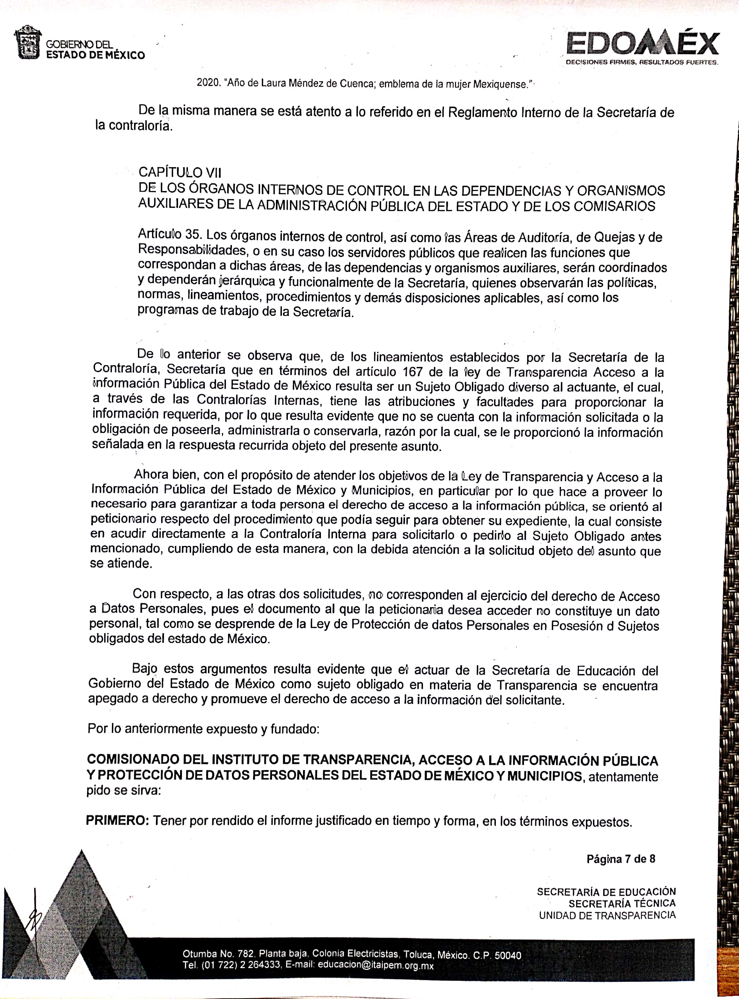 GOBIERNO DEL
ESTADO DE MÉXICO
EDOMÉX
DECISIONES FIRMES, RESULTADOS FUERTES.
2020. “Año de Laura Méndez de Cuenca; emblema de la mujer Mexiquense.”
De la misma manera se está atento a lo referido en el Reglamento Interno de la Secretaría de
la contraloría.
CAPÍTULO VII
DE LOS ÓRGANOS INTERNOS DE CONTROL EN LAS DEPENDENCIAS Y ORGANISMOS
AUXILIARES DE LA ADMINISTRACIÓN PÚBLICA DEL ESTADO Y DE LOS COMISARIOS
Artículo 35. Los órganos internos de control, así como las Áreas de Auditoría, de Quejas y de
Responsabilidades, o en su caso los servidores públicos que realicen las funciones que
correspondan a dichas áreas, de las dependencias y organismos auxiliares, serán coordinados
y dependerán jerárquica y funcionalmente de la Secretaría, quienes observarán las políticas,
normas, lineamientos, procedimientos y demás disposiciones aplicables, así como los
programas de trabajo de la Secretaría.
De lo anterior se observa que, de los lineamientos establecidos por la Secretaría de la
Contraloría, Secretaría que en términos del artículo 167 de la ley de Transparencia Acceso a la
información Pública del Estado de México resulta ser un Sujeto Obligado diverso al actuante, el cual,
a través de las Contralorías Internas, tiene las atribuciones y facultades para proporcionar la
información requerida, por lo que resulta evidente que no se cuenta con la información solicitada o la
obligación de poseerla, administrarla o conservarla, razón por la cual, se le proporcionó la información
señalada en la respuesta recurrida objeto del presente asunto.
Ahora bien, con el propósito de atender los objetivos de la Ley de Transparencia y Acceso a la
Información Pública del Estado de México y Municipios, en particular por lo que hace a proveer lo
necesario para garantizar a toda persona el derecho de acceso a la información pública, se orientó al
peticionario respecto del procedimiento que podía seguir para obtener su expediente, la cual consiste
en acudir directamente a la Contraloría Interna para solicitarlo o pedirlo al Sujeto Obligado antes
mencionado, cumpliendo de esta manera, con la debida atención a la solicitud objeto del asunto que
se atiende.
Con respecto, a las otras dos solicitudes, no corresponden al ejercicio del derecho de Acceso
a Datos Personales, pues el documento al que la peticionaria desea acceder no constituye un dato
personal, tal como se desprende de la Ley de Protección de datos Personales en Posesión d Sujetos
obligados del estado de México.
Bajo estos argumentos resulta evidente que el actuar de la Secretaría de Educación del
Gobierno del Estado de México como sujeto obligado en materia de Transparencia se encuentra
apegado a derecho y promueve el derecho de acceso a la información del solicitante.
Por lo anteriormente expuesto y fundado:
COMISIONADO DEL INSTITUTO DE TRANSPARENCIA, ACCESO A LA INFORMACIÓN PÚBLICA
Y PROTECCIÓN DE DATOS PERSONALES DEL ESTADO DE MÉXICO Y MUNICIPIOS, atentamente
pido se sirva:
PRIMERO: Tener por rendido el informe justificado en tiempo y forma, en los términos expuestos.
Página 7 de 8
SECRETARÍA DE EDUCACIÓN
SECRETARÍA TÉCNICA
UNIDAD DE TRANSPARENCIA
Otumba No. 782, Planta baja, Colonia Electricistas, Toluca, México. C.P. 50040
Tel. (01 722) 2 264333, E-mail: educacion@itaipem.org.mx